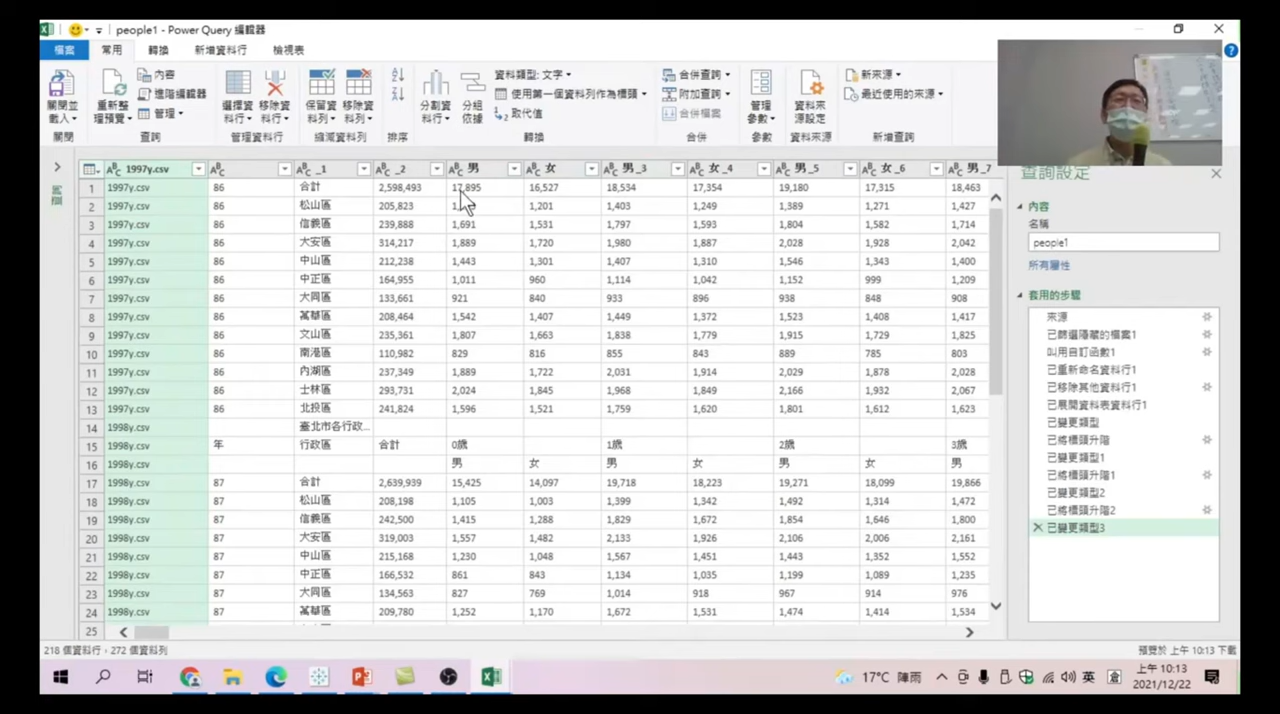 people1 - Power Query 編輯器
檔案 常用 轉換 新增資料行 檢視表
關閉並載入▾ 重新整理預覽▾ 內容 進階編輯器 管理▾ 選擇資料行▾ 移除資料行▾ 保留資料列▾ 移除資料列▾ 分割資料行▾ 分組依據 資料類型: 文字▾ 使用第一個資料列作為標頭▾ 取代值 合併查詢▾ 附加查詢▾ 合併檔案 管理參數▾ 資料來源設定 新來源▾ 最近使用的來源▾
關閉 查詢 管理資料行 縮減資料列 排序 轉換 合併 參數 資料來源 新增查詢
1997y.csv _1 _2 男 女 男_3 女_4 男_5 女_6 男_7
1 1997y.csv 86 合計 2,598,493 17,895 16,527 18,534 17,354 19,180 17,315 18,463
2 1997y.csv 86 松山區 205,823 1,201 1,403 1,249 1,389 1,271 1,427
3 1997y.csv 86 信義區 239,888 1,691 1,531 1,797 1,593 1,804 1,582 1,714
4 1997y.csv 86 大安區 314,217 1,889 1,720 1,980 1,887 2,028 1,928 2,042
5 1997y.csv 86 中山區 212,238 1,443 1,301 1,407 1,310 1,546 1,343 1,400
6 1997y.csv 86 中正區 164,955 1,011 960 1,114 1,042 1,152 999 1,209
7 1997y.csv 86 大同區 133,661 921 840 933 896 938 848 908
8 1997y.csv 86 萬華區 208,464 1,542 1,407 1,449 1,372 1,523 1,408 1,417
9 1997y.csv 86 文山區 235,361 1,807 1,663 1,838 1,779 1,915 1,729 1,825
10 1997y.csv 86 南港區 110,982 829 816 855 843 889 785 803
11 1997y.csv 86 內湖區 237,349 1,889 1,722 2,031 1,914 2,029 1,878 2,028
12 1997y.csv 86 士林區 293,731 2,024 1,845 1,968 1,849 2,166 1,932 2,067
13 1997y.csv 86 北投區 241,824 1,596 1,521 1,759 1,620 1,801 1,612 1,623
14 1998y.csv 臺北市各行政...
15 1998y.csv 年 行政區 合計 0歲 1歲 2歲 3歲
16 1998y.csv 男 女 男 女 男 女 男
17 1998y.csv 87 合計 2,639,939 15,425 14,097 19,718 18,223 19,271 18,099 19,866
18 1998y.csv 87 松山區 208,198 1,105 1,003 1,399 1,342 1,492 1,314 1,472
19 1998y.csv 87 信義區 242,500 1,415 1,288 1,829 1,672 1,854 1,646 1,800
20 1998y.csv 87 大安區 319,003 1,557 1,482 2,133 1,926 2,106 2,006 2,161
21 1998y.csv 87 中山區 215,168 1,230 1,048 1,567 1,451 1,443 1,352 1,552
22 1998y.csv 87 中正區 166,532 861 843 1,134 1,035 1,199 1,089 1,235
23 1998y.csv 87 大同區 134,563 827 769 1,014 918 967 914 976
24 1998y.csv 87 萬華區 209,780 1,252 1,170 1,672 1,531 1,474 1,414 1,534
25
查詢設定
內容
名稱
people1
所有屬性
套用的步驟
來源
已篩選隱藏的檔案1
叫用自訂函數1
已重新命名資料行1
已移除其他資料行1
已展開資料表資料行1
已變更類型
已將標頭升階
已變更類型1
已將標頭升階1
已變更類型2
已將標頭升階2
已變更類型3
218 個資料行，272 個資料列
預覽於 上午 10:13 下載
17°C 陣雨 英
上午 10:13
2021/12/22